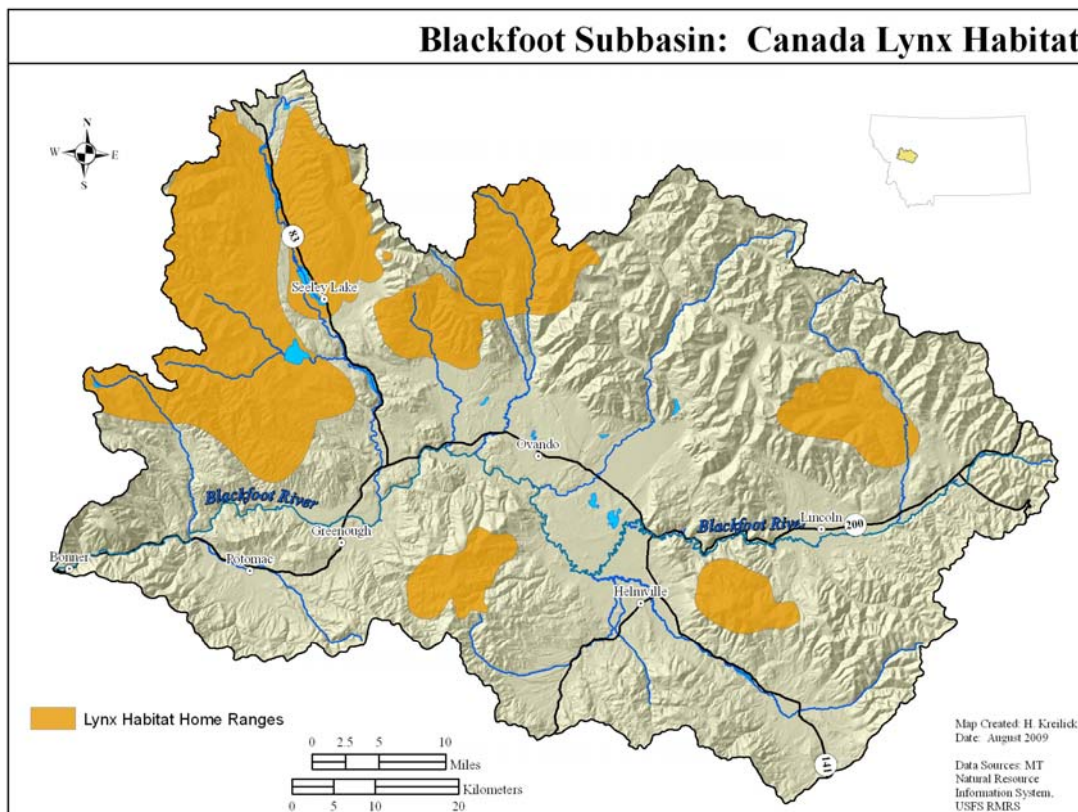 Blackfoot Subbasin: Canada Lynx Habitat
N
W E
S
83
Seeley Lake
Ovando
Blackfoot River
Blackfoot River
Lincoln
200
Greenough
Bonner
Potomac
Helmville
141
Lynx Habitat Home Ranges
0 2.5 5 10
Miles
Kilometers
0 5 10 20
Map Created: H. Kreilick
Date: August 2009
Data Sources: MT
Natural Resource
Information System,
USFS RMRS